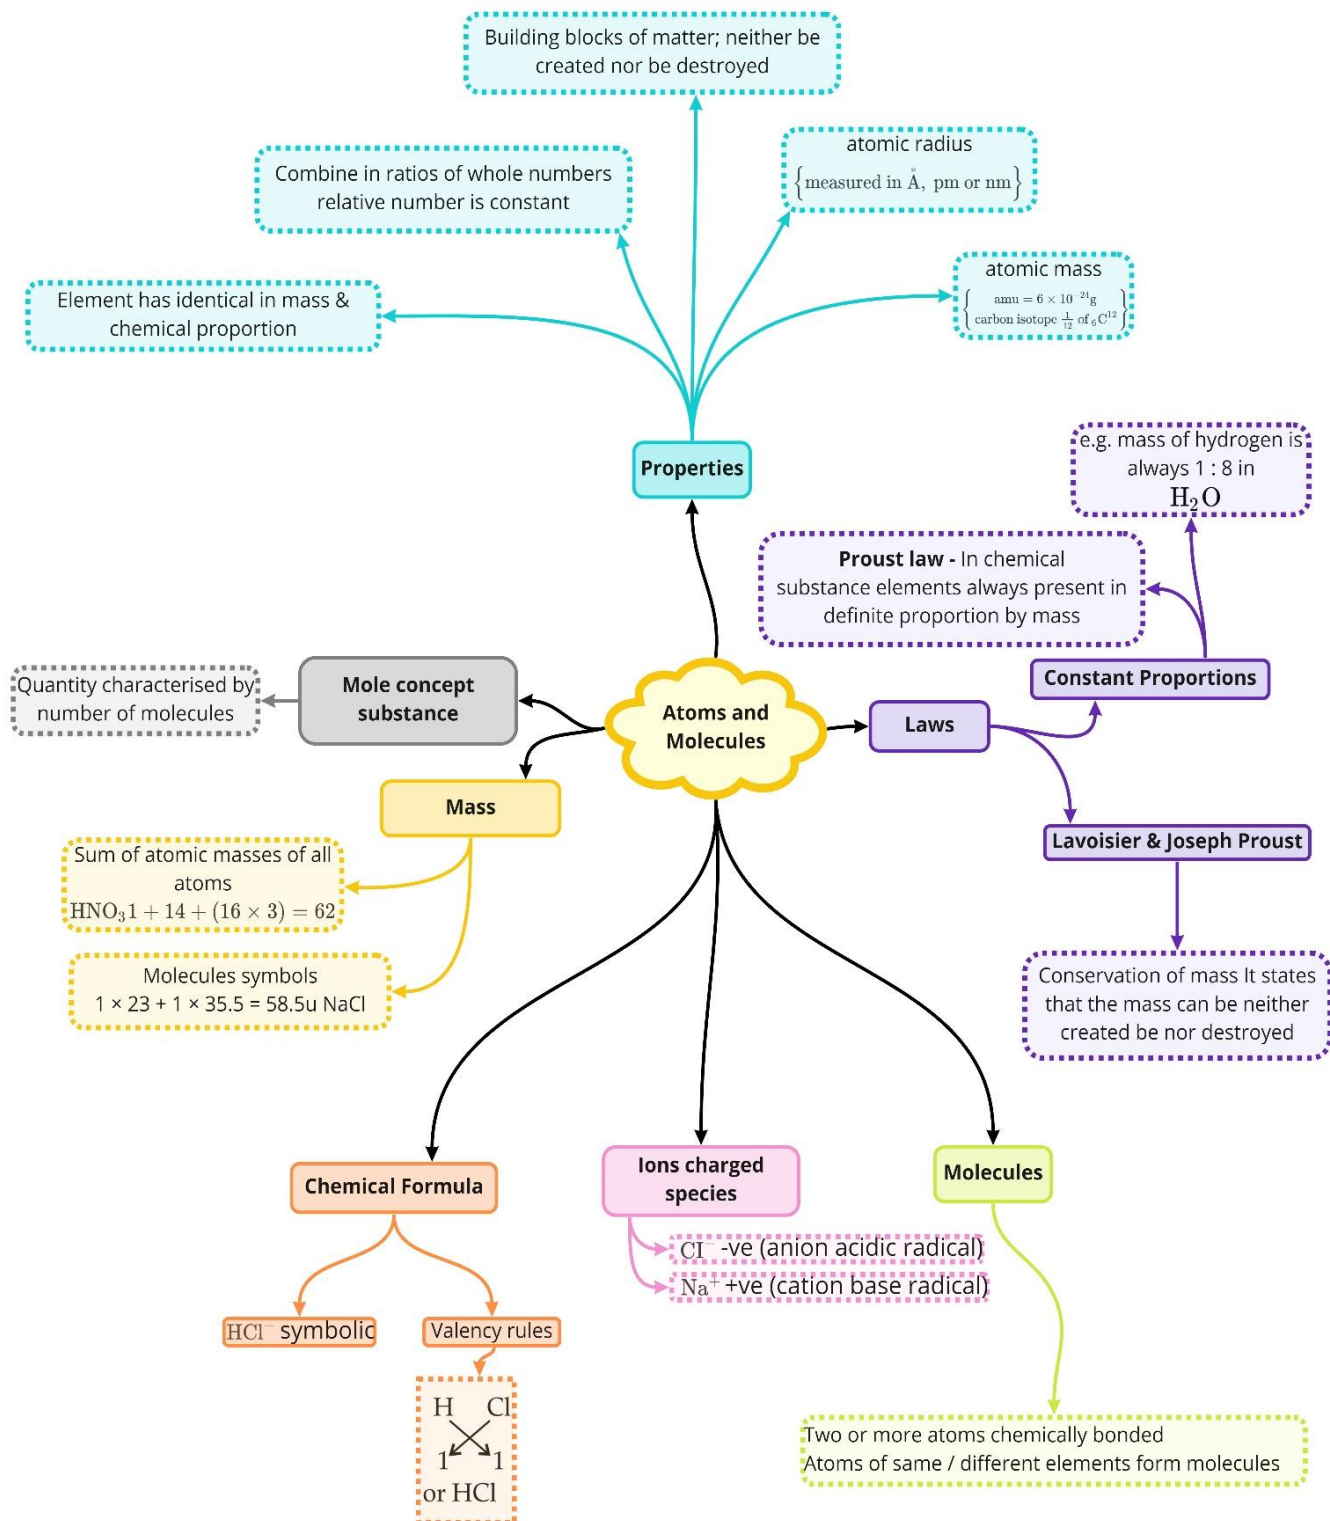 Building blocks of matter; neither be
created nor be destroyed
Combine in ratios of whole numbers
relative number is constant
atomic radius
{measured in Å, pm or nm}
Element has identical in mass &
chemical proportion
atomic mass
amu = 6 × 10⁻²⁴g
carbon isotope 1/12 of ₆C¹²
Properties
e.g. mass of hydrogen is
always 1 : 8 in
H₂O
Proust law - In chemical
substance elements always present in
definite proportion by mass
Constant Proportions
Mole concept
substance
Quantity characterised by
number of molecules
Atoms and
Molecules
Laws
Mass
Lavoisier & Joseph Proust
Sum of atomic masses of all
atoms
HNO₃1 + 14 + (16 × 3) = 62
Molecules symbols
1 × 23 + 1 × 35.5 = 58.5u NaCl
Conservation of mass It states
that the mass can be neither
created be nor destroyed
Chemical Formula
Ions charged
species
Molecules
CI⁻ -ve (anion acidic radical)
Na⁺ +ve (cation base radical)
HCl⁻ symbolic
Valency rules
H Cl
1 1
or HCl
Two or more atoms chemically bonded
Atoms of same / different elements form molecules